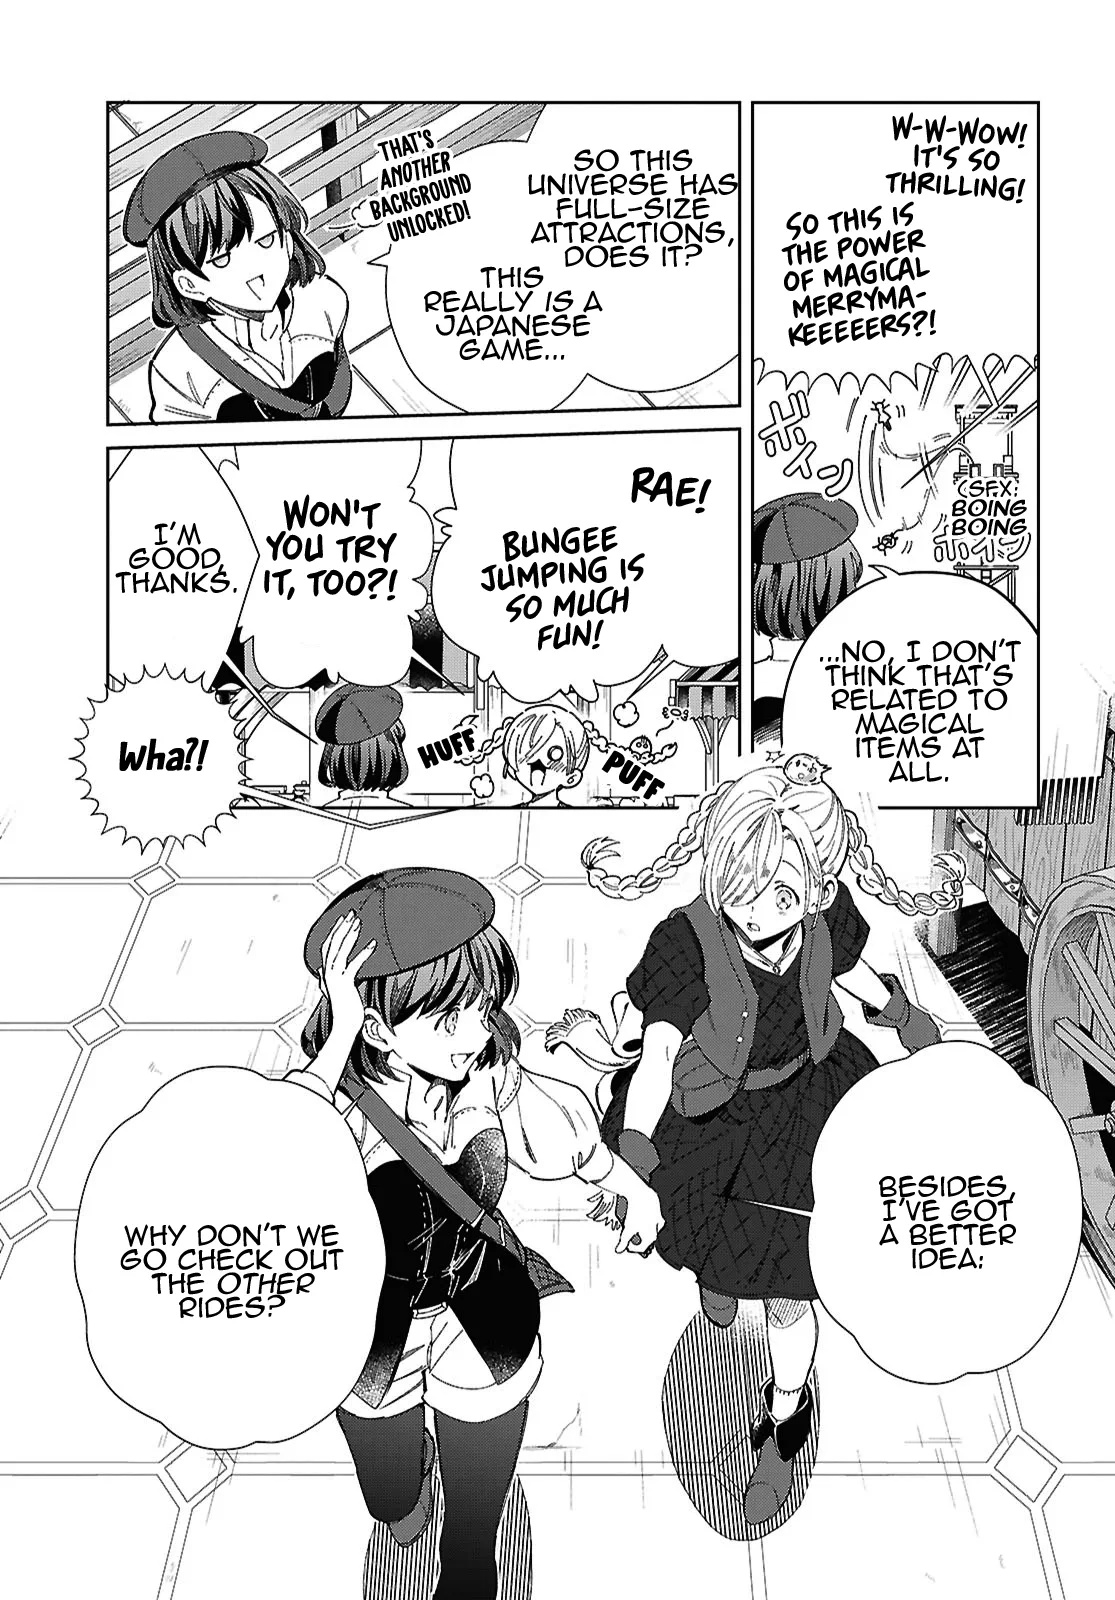 W-W-WOW!
IT'S SO
THRILLING!
SO THIS IS
THE POWER
OF MAGICAL
MERRYMA-
KEEEEERS?!
ボイン
(SFX:
BOING
BOING
ボイン
...NO, I DON'T
THINK THAT'S
RELATED TO
MAGICAL
ITEMS AT
ALL.
SO THIS
UNIVERSE HAS
FULL-SIZE
ATTRACTIONS,
DOES IT?
THIS
REALLY IS A
JAPANESE
GAME...
THAT'S
ANOTHER
BACKGROUND
UNLOCKED!
RAE!
BUNGEE
JUMPING IS
SO MUCH
FUN!
HUFF
PUFF
WON'T
YOU TRY
IT, TOO?!
I'M
GOOD,
THANKS.
Wha?!
BESIDES,
I'VE GOT
A BETTER
IDEA:
WHY DON'T WE
GO CHECK OUT
THE OTHER
RIDES?